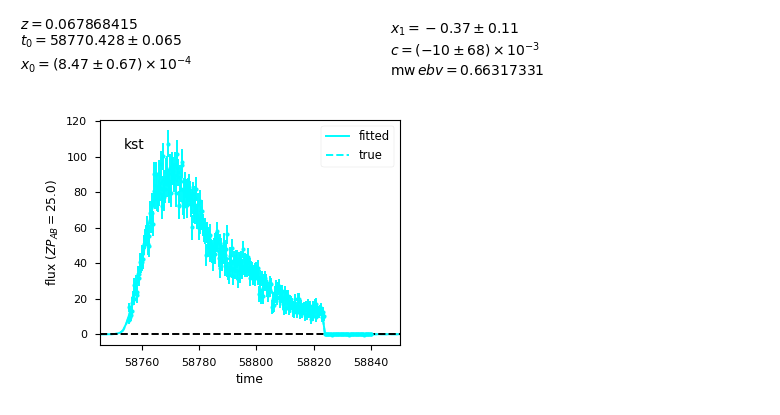 z = 0.067868415
t₀ = 58770.428 ± 0.065
x₀ = (8.47 ± 0.67) × 10⁻⁴
x₁ = −0.37 ± 0.11
c = (−10 ± 68) × 10⁻³
mw ebv = 0.66317331
kst
fitted
true
flux (ZP_AB = 25.0)
120
100
80
60
40
20
0
58760 58780 58800 58820 58840
time